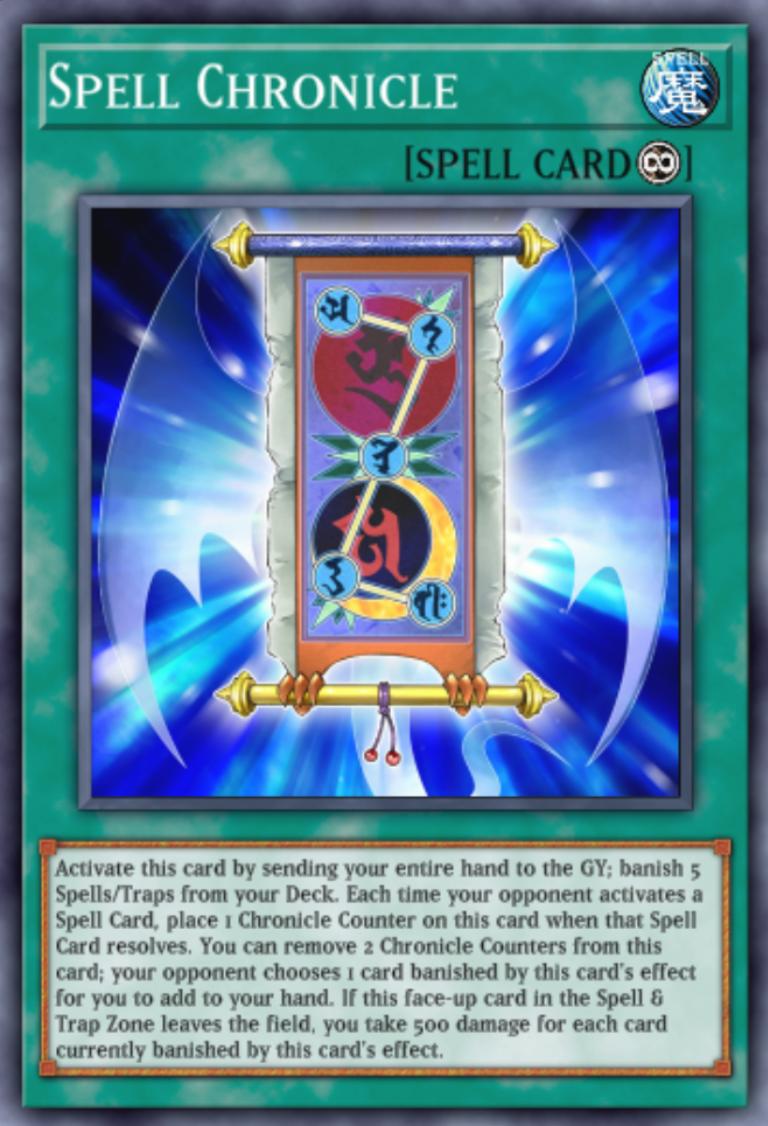 SPELL CHRONICLE
SPELL
魔
[SPELL CARD♾]
Activate this card by sending your entire hand to the GY; banish 5
Spells/Traps from your Deck. Each time your opponent activates a
Spell Card, place 1 Chronicle Counter on this card when that Spell
Card resolves. You can remove 2 Chronicle Counters from this
card; your opponent chooses 1 card banished by this card's effect
for you to add to your hand. If this face-up card in the Spell &
Trap Zone leaves the field, you take 500 damage for each card
currently banished by this card's effect.